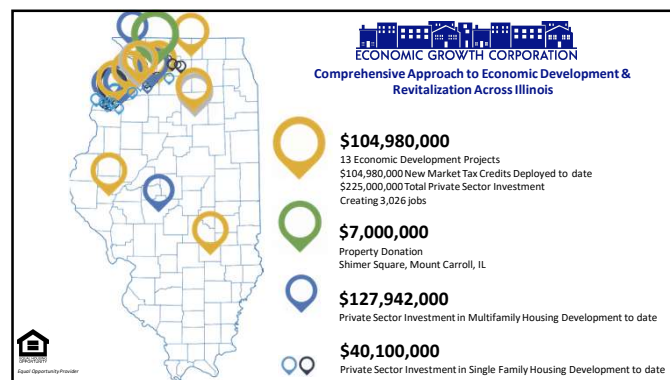 ECONOMIC GROWTH CORPORATION
Comprehensive Approach to Economic Development &
Revitalization Across Illinois
$104,980,000
13 Economic Development Projects
$104,980,000 New Market Tax Credits Deployed to date
$225,000,000 Total Private Sector Investment
Creating 3,026 jobs
$7,000,000
Property Donation
Shimer Square, Mount Carroll, IL
$127,942,000
Private Sector Investment in Multifamily Housing Development to date
$40,100,000
Private Sector Investment in Single Family Housing Development to date
EQUAL HOUSING
OPPORTUNITY
Equal Opportunity Provider